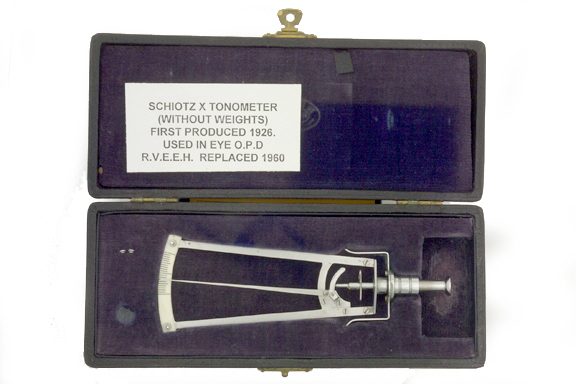 SCHIOTZ X TONOMETER
(WITHOUT WEIGHTS)
FIRST PRODUCED 1926.
USED IN EYE O.P.D
R.V.E.E.H. REPLACED 1960